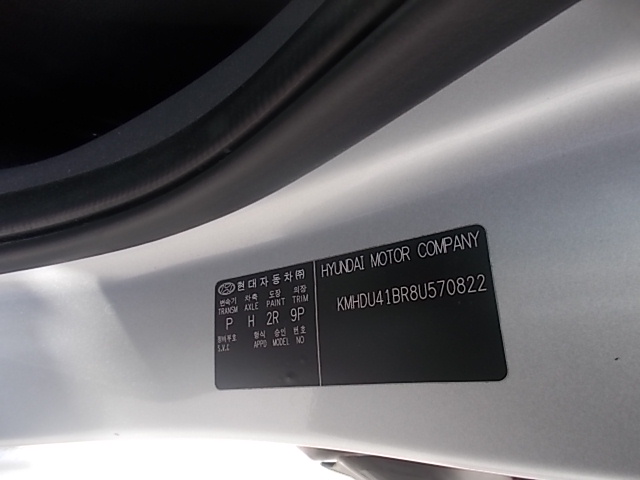 현대자동차㈜
변속기 차축 도장 의장
TRANSM AXLE PAINT TRIM
P H 2R 9P
형식 승인 번호
S.V.C APPD MODEL NO
HYUNDAI MOTOR COMPANY
KMHDU41BR8U570822